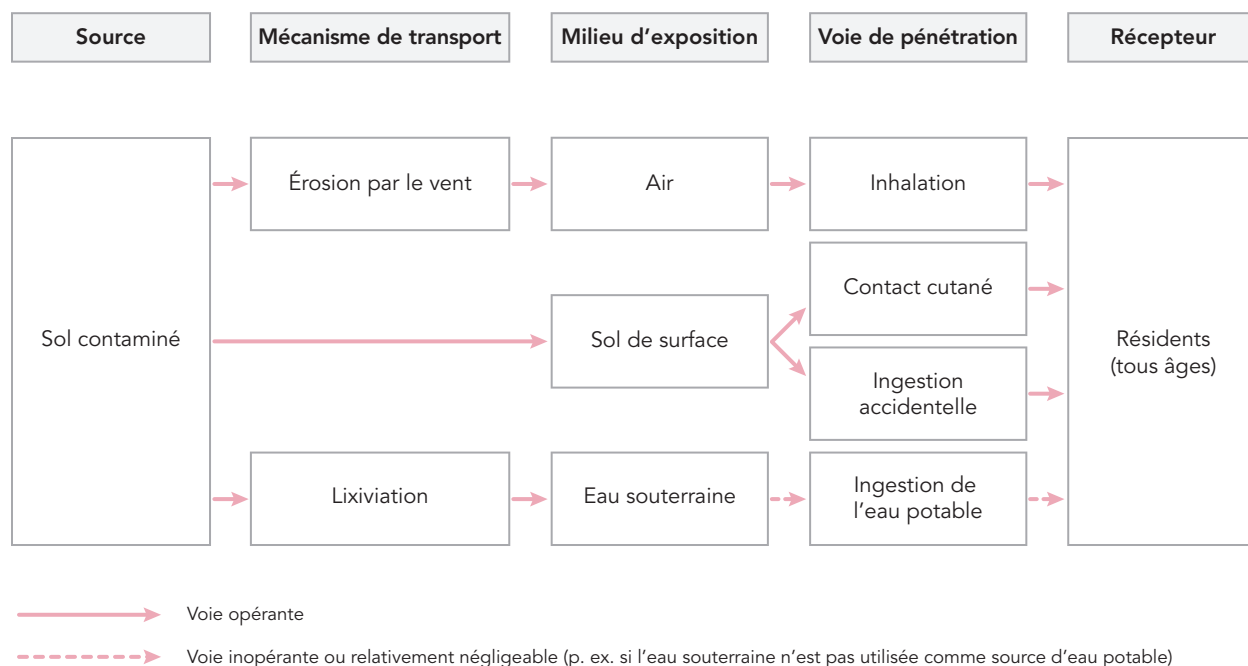 Source
Mécanisme de transport
Milieu d'exposition
Voie de pénétration
Récepteur
Sol contaminé
Érosion par le vent
Air
Inhalation
Sol de surface
Contact cutané
Ingestion
accidentelle
Lixiviation
Eau souterraine
Ingestion de
l'eau potable
Résidents
(tous âges)
Voie opérante
Voie inopérante ou relativement négligeable (p. ex. si l'eau souterraine n'est pas utilisée comme source d'eau potable)